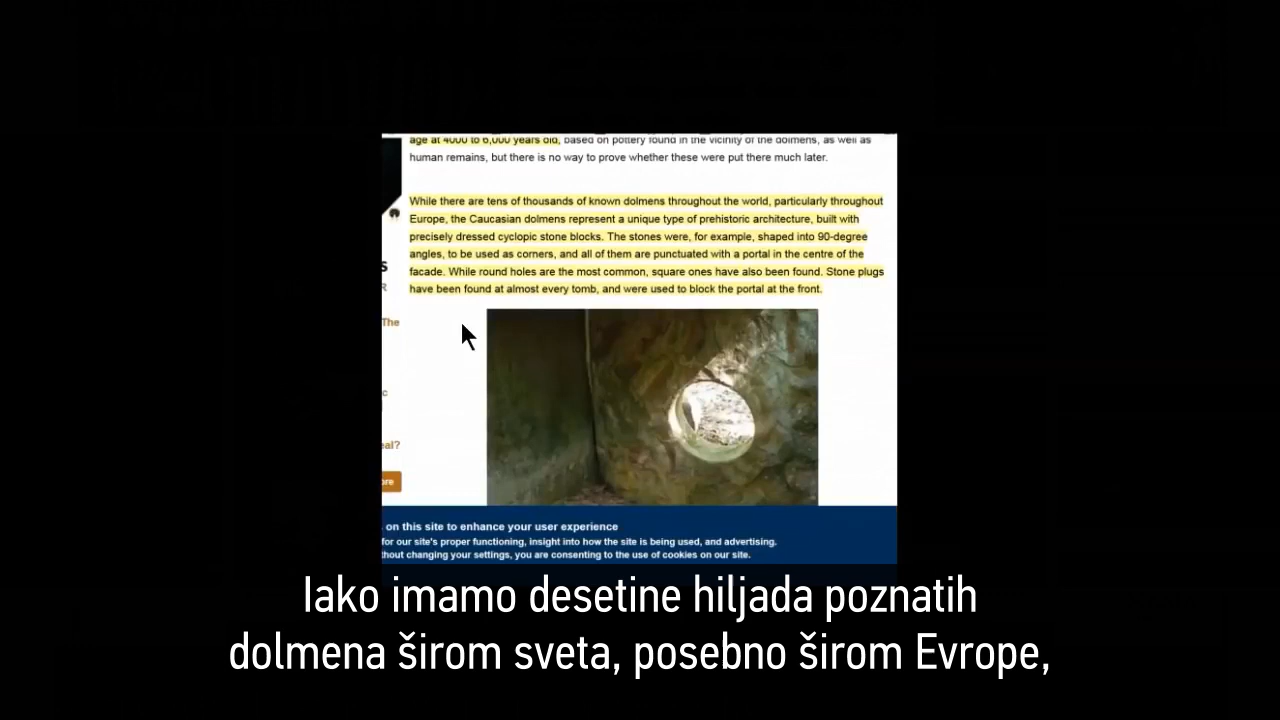 age at 4000 to 6,000 years old, based on pottery found in the vicinity of the dolmens, as well as
human remains, but there is no way to prove whether these were put there much later.
While there are tens of thousands of known dolmens throughout the world, particularly throughout
Europe, the Caucasian dolmens represent a unique type of prehistoric architecture, built with
precisely dressed cyclopic stone blocks. The stones were, for example, shaped into 90-degree
angles, to be used as corners, and all of them are punctuated with a portal in the centre of the
facade. While round holes are the most common, square ones have also been found. Stone plugs
have been found at almost every tomb, and were used to block the portal at the front.
S
R
The
c
eal?
ore
on this site to enhance your user experience
for our site's proper functioning, insight into how the site is being used, and advertising.
thout changing your settings, you are consenting to the use of cookies on our site.
Iako imamo desetine hiljada poznatih
dolmena širom sveta, posebno širom Evrope,